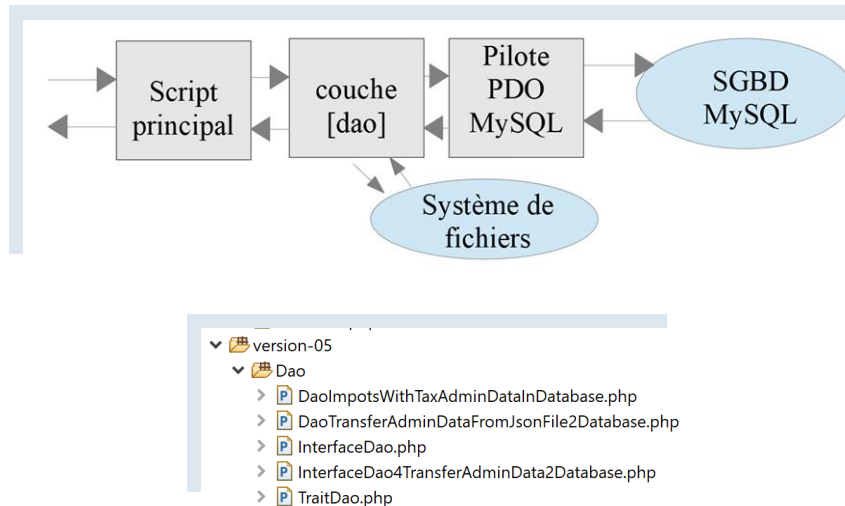 Script
principal
couche
[dao]
Pilote
PDO
MySQL
SGBD
MySQL
Système de
fichiers
version-05
Dao
DaoImpotsWithTaxAdminDataInDatabase.php
DaoTransferAdminDataFromJsonFile2Database.php
InterfaceDao.php
InterfaceDao4TransferAdminData2Database.php
TraitDao.php